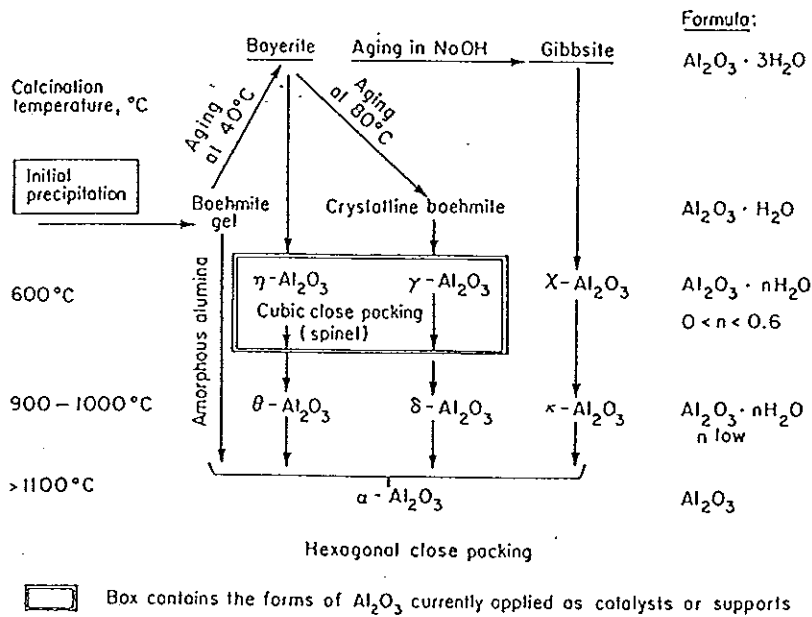 Formula:
Bayerite Aging in NaOH Gibbsite Al₂O₃ · 3H₂O
Calcination
temperature, °C
Aging
at 40°C
Aging
at 80°C
Initial
precipitation
Boehmite
gel
Crystalline boehmite Al₂O₃ · H₂O
Amorphous alumina
600°C η-Al₂O₃ γ-Al₂O₃ χ-Al₂O₃ Al₂O₃ · nH₂O
Cubic close packing
(spinel)
0 < n < 0.6
900 – 1000°C θ-Al₂O₃ δ-Al₂O₃ κ-Al₂O₃ Al₂O₃ · nH₂O
n low
>1100°C α-Al₂O₃ Al₂O₃
Hexagonal close packing
Box contains the forms of Al₂O₃ currently applied as catalysts or supports